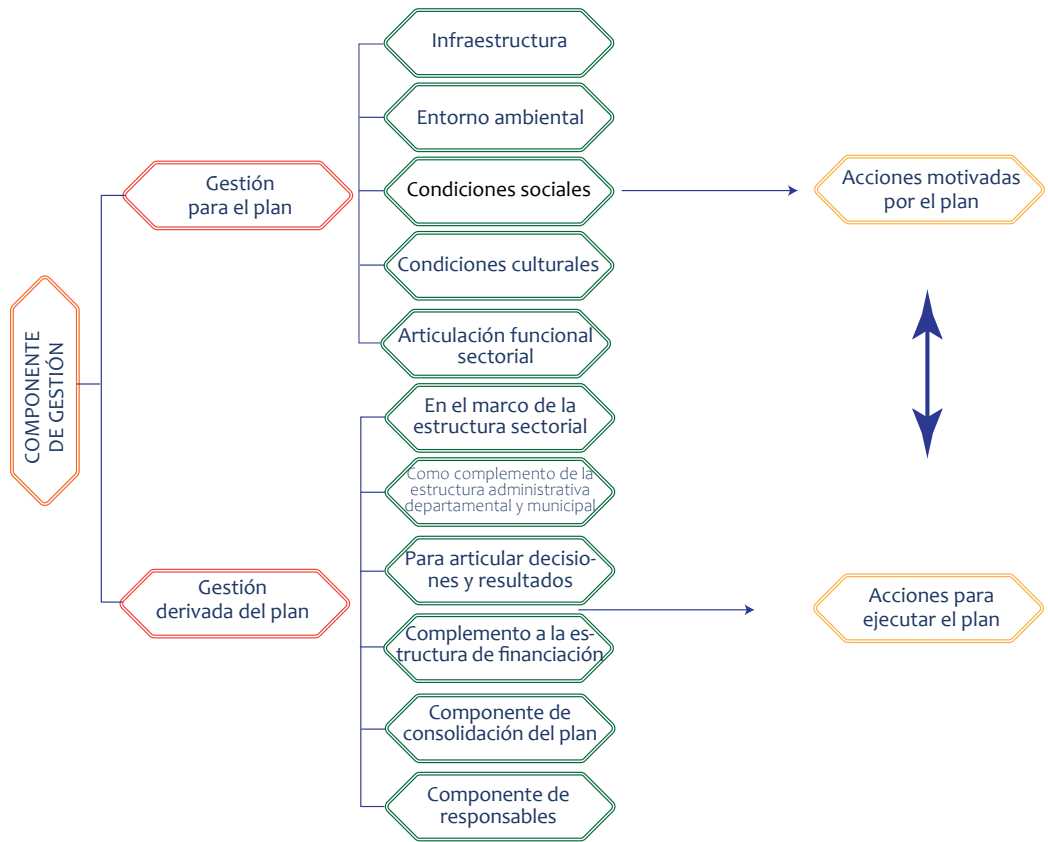 COMPONENTE
DE GESTIÓN
Gestión
para el plan
Infraestructura
Entorno ambiental
Condiciones sociales
Condiciones culturales
Articulación funcional
sectorial
Acciones motivadas
por el plan
Gestión
derivada del plan
En el marco de la
estructura sectorial
Como complemento de la
estructura administrativa
departamental y municipal
Para articular decisio-
nes y resultados
Complemento a la es-
tructura de financiación
Componente de
consolidación del plan
Componente de
responsables
Acciones para
ejecutar el plan